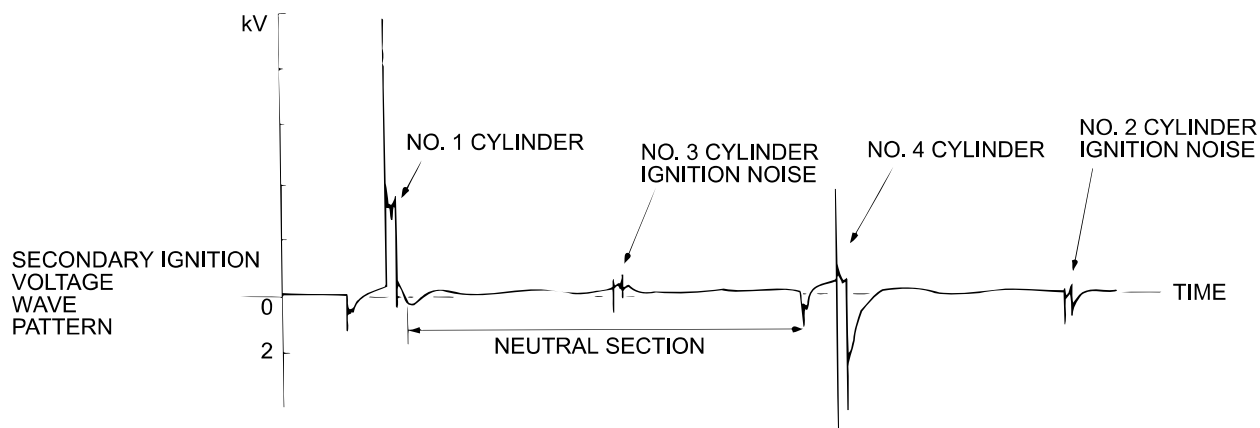 kV
NO. 1 CYLINDER
NO. 3 CYLINDER
IGNITION NOISE
NO. 4 CYLINDER
NO. 2 CYLINDER
IGNITION NOISE
SECONDARY IGNITION
VOLTAGE
WAVE
PATTERN
0
2
NEUTRAL SECTION
TIME